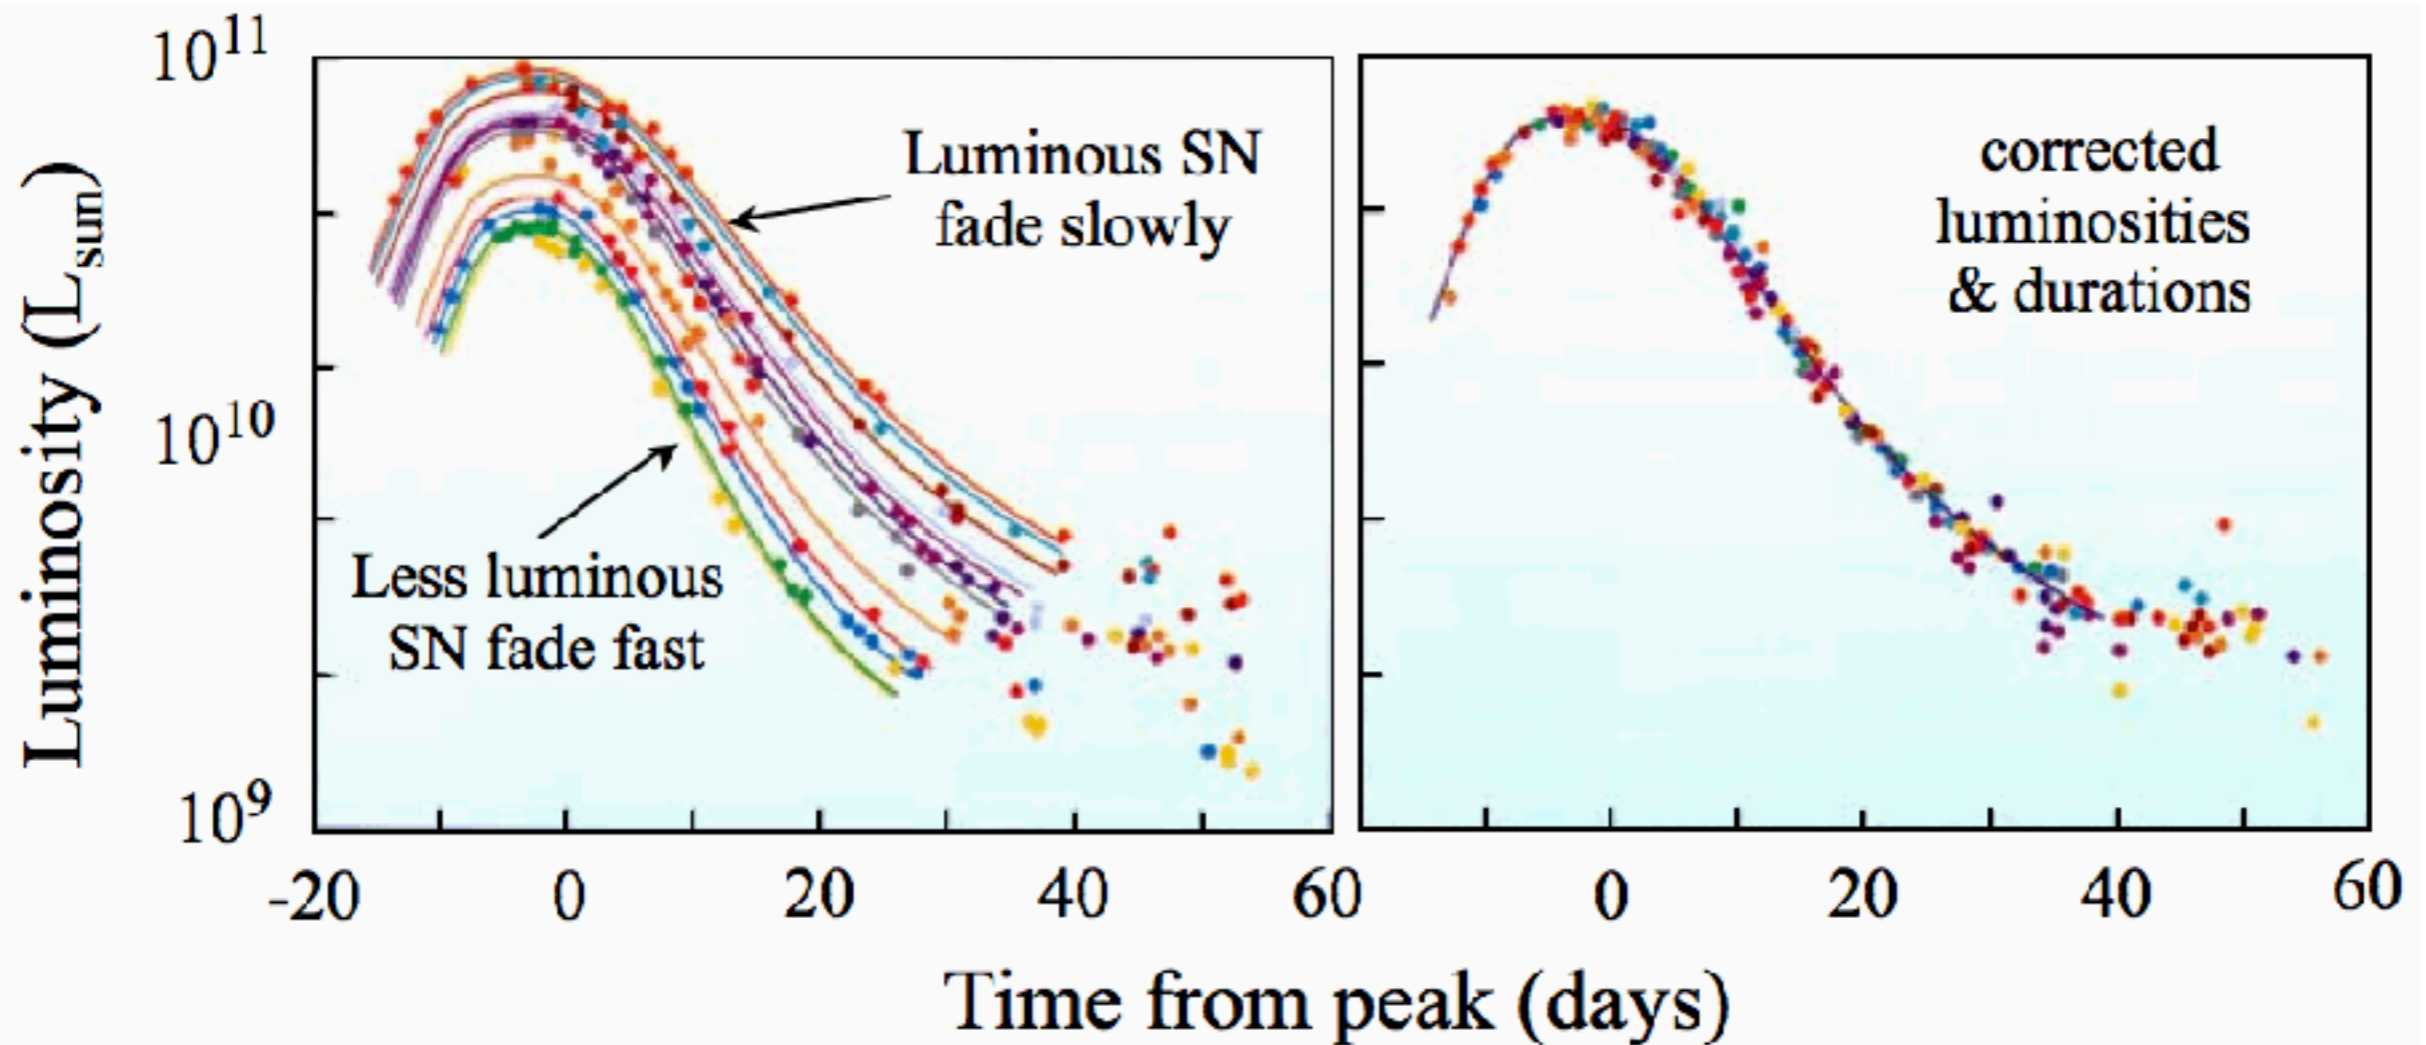 10^11
10^10
10^9
Luminosity (L_sun)
Luminous SN
fade slowly
Less luminous
SN fade fast
corrected
luminosities
& durations
-20 0 20 40 60 0 20 40 60
Time from peak (days)